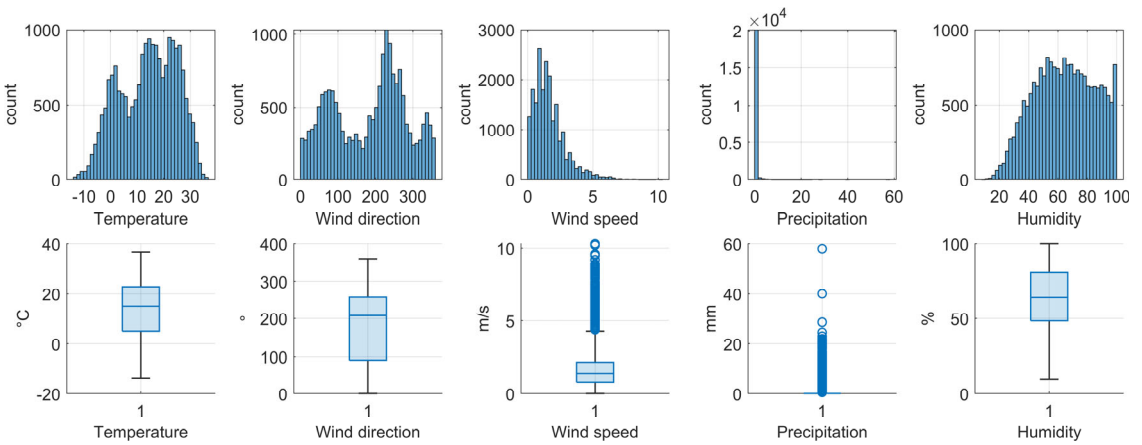 1000
500
0
count
-10 0 10 20 30
Temperature
1000
500
0
count
0 100 200 300
Wind direction
3000
2000
1000
0
count
0 5 10
Wind speed
×10⁴
2
1.5
1
0.5
0
count
0 20 40 60
Precipitation
1000
500
0
count
20 40 60 80 100
Humidity
40
20
0
-20
°C
1
Temperature
400
300
200
100
0
°
1
Wind direction
10
5
0
m/s
1
Wind speed
60
40
20
0
mm
1
Precipitation
100
50
0
%
1
Humidity